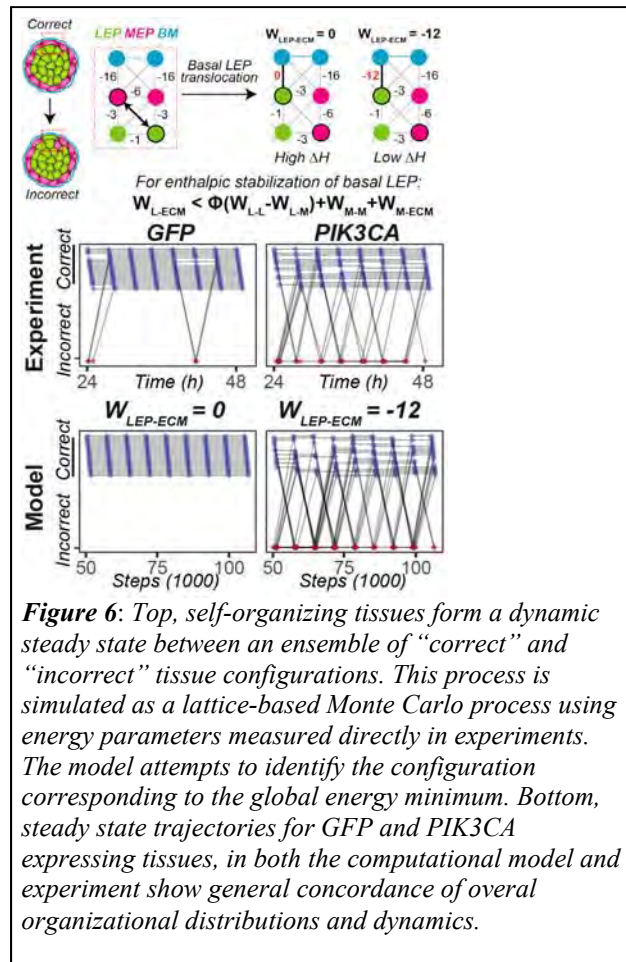 Correct
Incorrect
LEP MEP BM
-16
-6
-16
-3
-3
-1
Basal LEP
translocation
W_LEP-ECM = 0
0
-16
-6
-1
-3
-3
High ΔH
W_LEP-ECM = -12
-12
-16
-6
-1
-3
-3
Low ΔH
For enthalpic stabilization of basal LEP:
W_L-ECM < Φ(W_L-L-W_L-M)+W_M-M+W_M-ECM
GFP
PIK3CA
Experiment
Correct
Incorrect
24 Time (h) 48
24 Time (h) 48
W_LEP-ECM = 0
W_LEP-ECM = -12
Model
Correct
Incorrect
50 75 100
Steps (1000)
50 75 100
Steps (1000)
Figure 6: Top, self-organizing tissues form a dynamic
steady state between an ensemble of “correct” and
“incorrect” tissue configurations. This process is
simulated as a lattice-based Monte Carlo process using
energy parameters measured directly in experiments.
The model attempts to identify the configuration
corresponding to the global energy minimum. Bottom,
steady state trajectories for GFP and PIK3CA
expressing tissues, in both the computational model and
experiment show general concordance of overal
organizational distributions and dynamics.